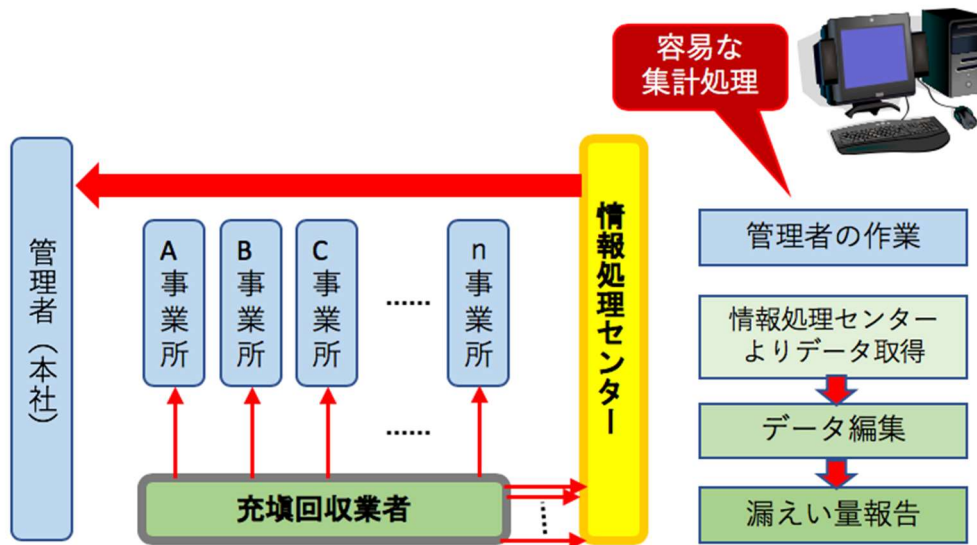 容易な
集計処理
管理者（本社）
A事業所
B事業所
C事業所
……
n事業所
……
充塡回収業者
情報処理センター
管理者の作業
情報処理センター
よりデータ取得
データ編集
漏えい量報告